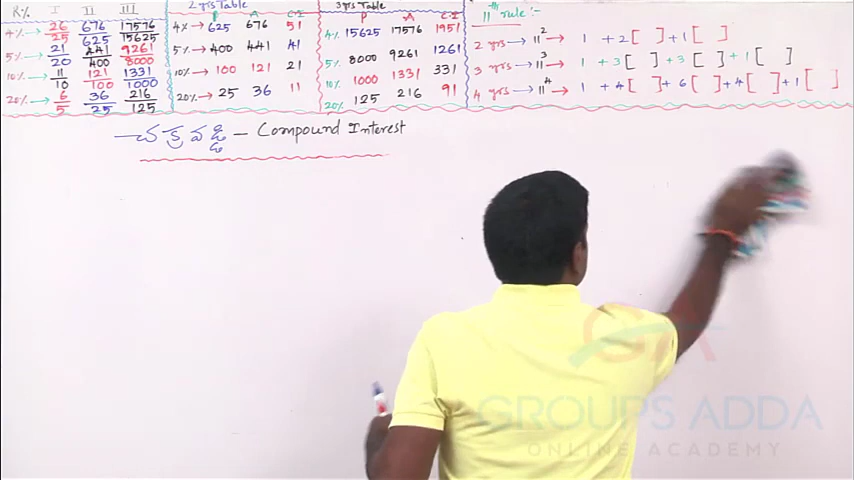 R% I II III
4% → 26/25 676/625 17576/15625
5% → 21/20 441/400 9261/8000
10% → 11/10 121/100 1331/1000
20% → 6/5 36/25 216/125
2 yrs Table
P A C.I
4% → 625 676 51
5% → 400 441 41
10% → 100 121 21
20% → 25 36 11
3yrs Table
P A C.I
4% 15625 17576 1951
5% 8000 9261 1261
10% 1000 1331 331
20% 125 216 91
11th rule :-
2 yrs → 11² → 1 + 2[ ] + 1[ ]
3 yrs → 11³ → 1 + 3[ ] + 3[ ] + 1[ ]
4 yrs → 11⁴ → 1 + 4[ ] + 6[ ] + 4[ ] + 1[ ]
చక్రవడ్డీ – Compound Interest
GA
GROUPS ADDA
ONLINE ACADEMY